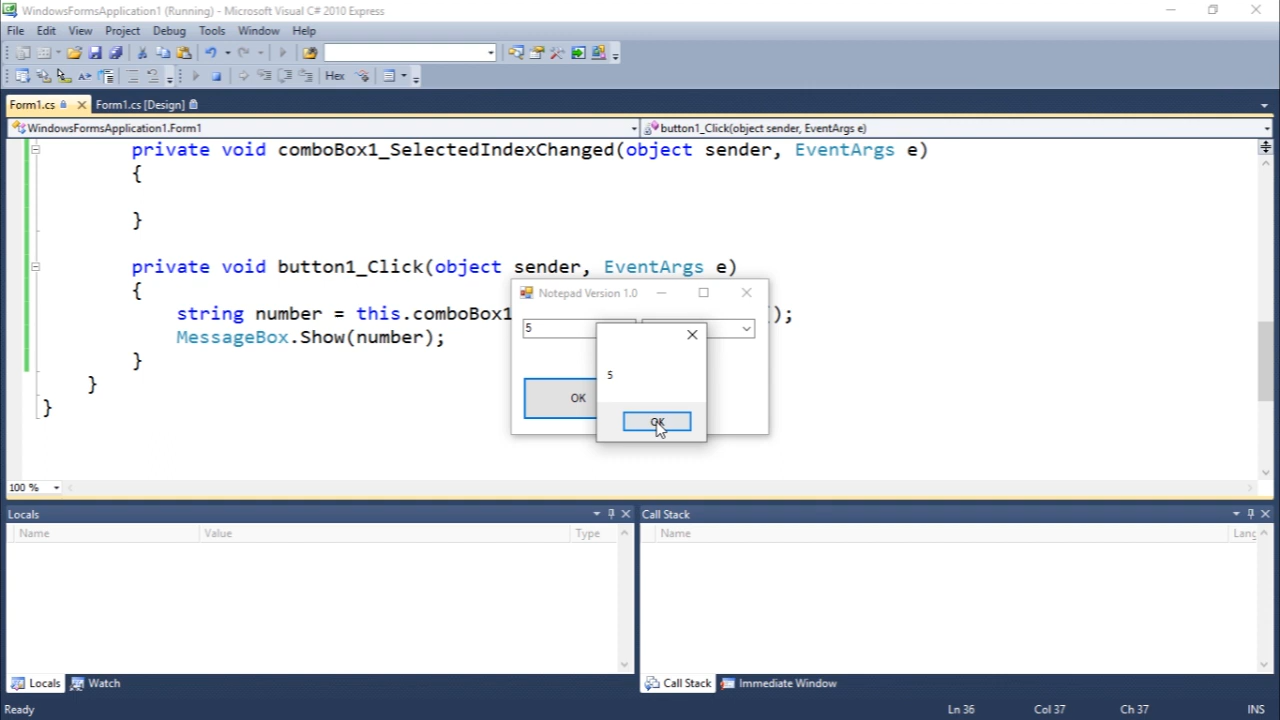 WindowsFormsApplication1 (Running) - Microsoft Visual C# 2010 Express
File Edit View Project Debug Tools Window Help
Hex
Form1.cs Form1.cs [Design]
WindowsFormsApplication1.Form1 button1_Click(object sender, EventArgs e)
private void comboBox1_SelectedIndexChanged(object sender, EventArgs e)
{
}
private void button1_Click(object sender, EventArgs e)
{
string number = this.comboBox1 );
MessageBox.Show(number);
}
}
}
Notepad Version 1.0
5
OK
5
OK
100 %
Locals
Name Value Type
Call Stack
Name Lang
Locals Watch
Call Stack Immediate Window
Ready Ln 36 Col 37 Ch 37 INS